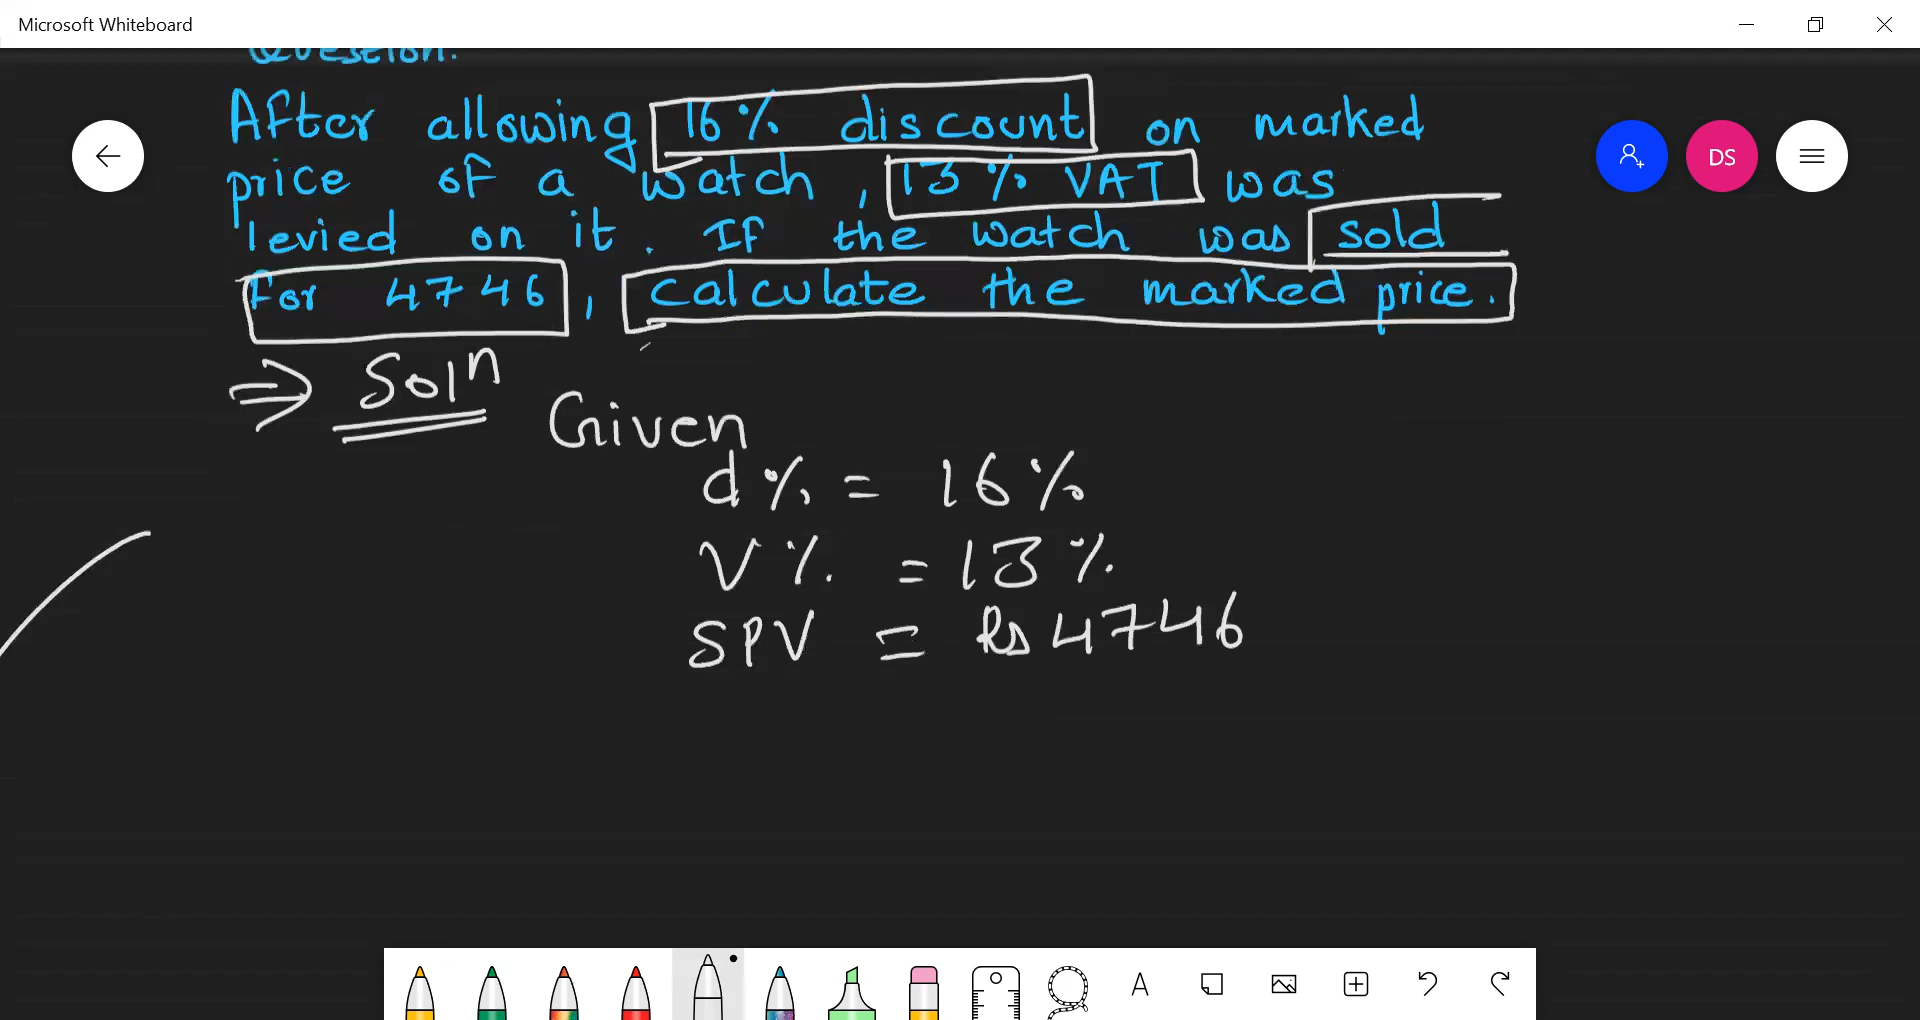 Microsoft Whiteboard
Question.
After allowing 16% discount on marked
price of a watch, 13% VAT was
levied on it. If the watch was sold
for 4746, calculate the marked price.
⇒ Solⁿ
Given
d% = 16%
V% = 13%
SPV = Rs 4746
DS
A